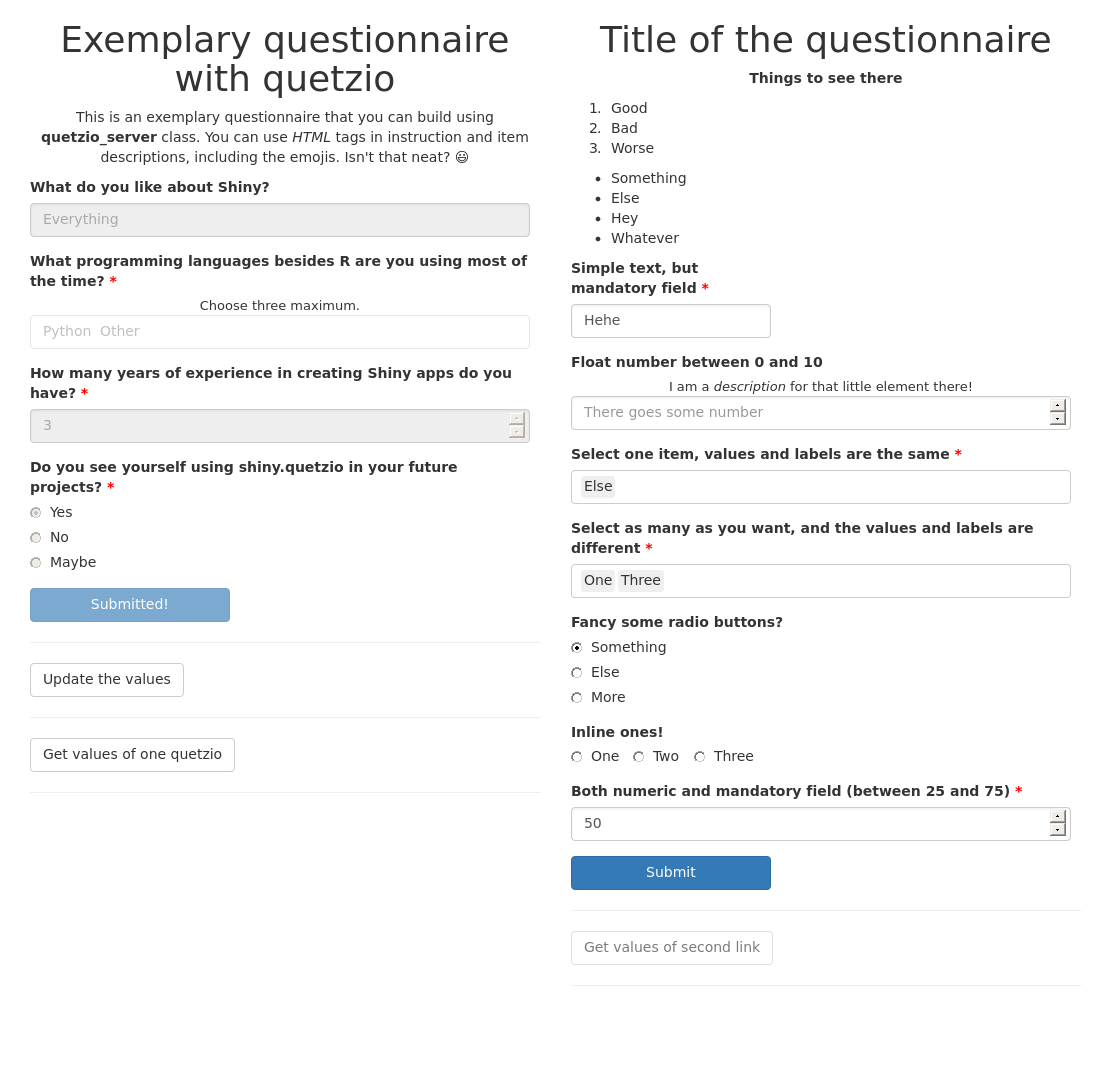 Exemplary questionnaire
with quetzio
This is an exemplary questionnaire that you can build using
quetzio_server class. You can use HTML tags in instruction and item
descriptions, including the emojis. Isn't that neat? 😃
What do you like about Shiny?
Everything
What programming languages besides R are you using most of
the time? *
Choose three maximum.
Python Other
How many years of experience in creating Shiny apps do you
have? *
3
Do you see yourself using shiny.quetzio in your future
projects? *
Yes
No
Maybe
Submitted!
Update the values
Get values of one quetzio
Title of the questionnaire
Things to see there
1. Good
2. Bad
3. Worse
• Something
• Else
• Hey
• Whatever
Simple text, but
mandatory field *
Hehe
Float number between 0 and 10
I am a description for that little element there!
There goes some number
Select one item, values and labels are the same *
Else
Select as many as you want, and the values and labels are
different *
One Three
Fancy some radio buttons?
Something
Else
More
Inline ones!
One Two Three
Both numeric and mandatory field (between 25 and 75) *
50
Submit
Get values of second link